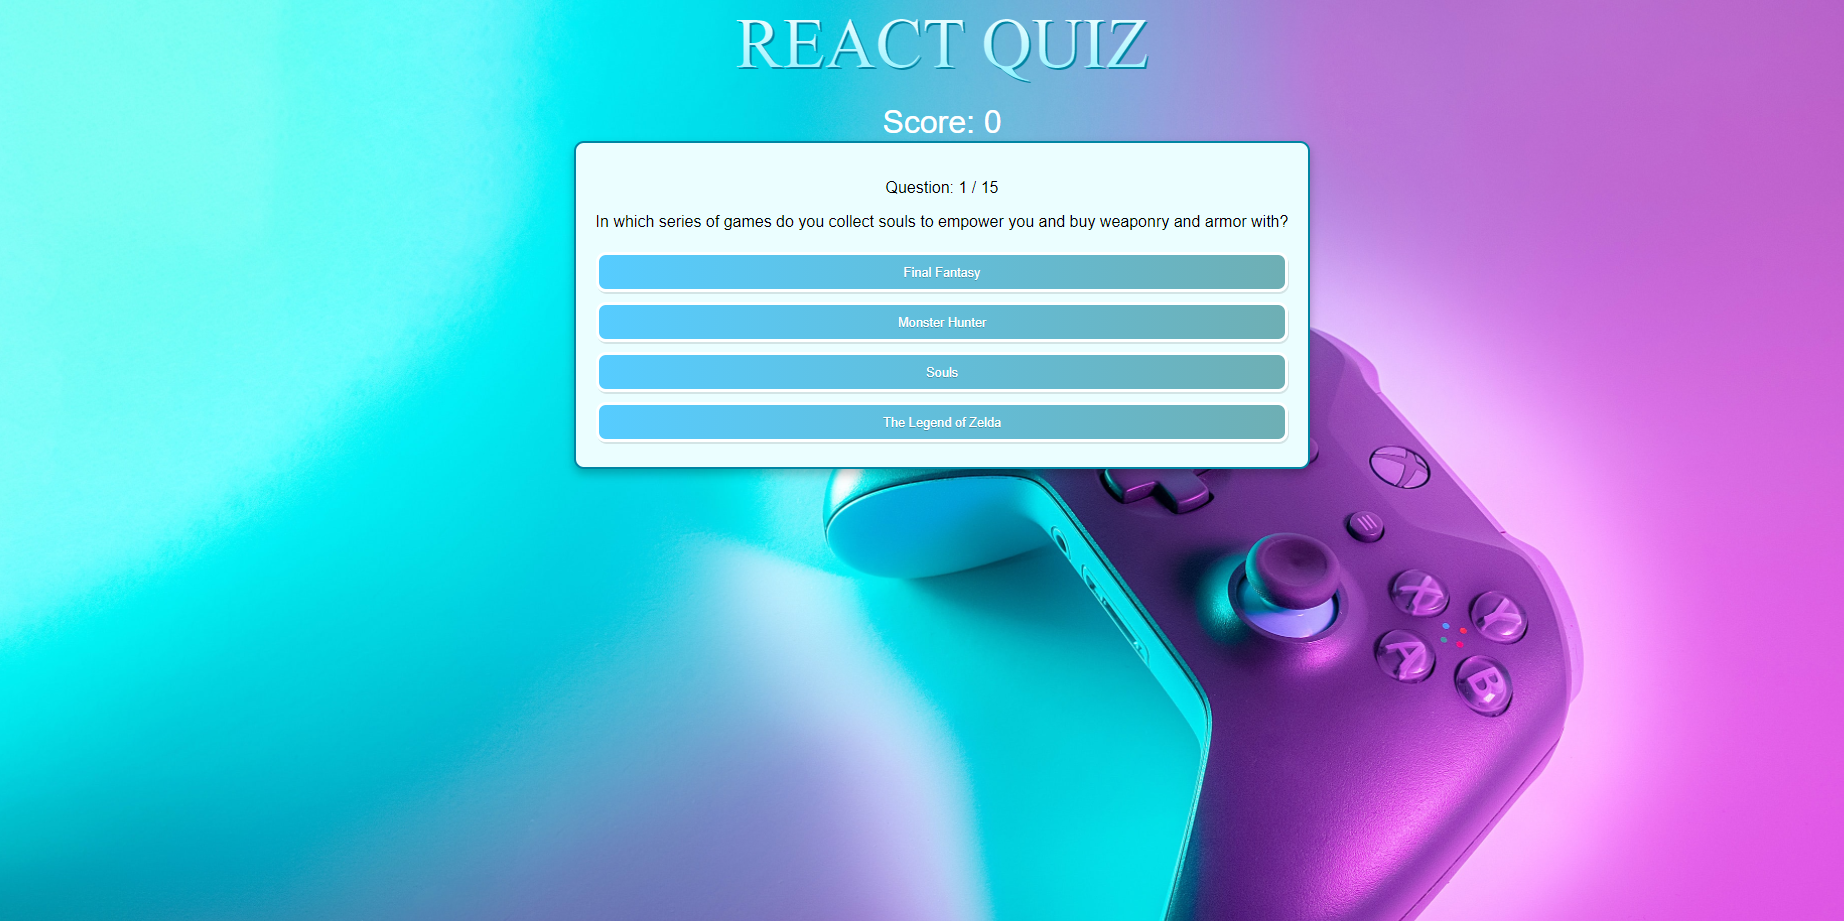 REACT QUIZ
Score: 0
Question: 1 / 15
In which series of games do you collect souls to empower you and buy weaponry and armor with?
Final Fantasy
Monster Hunter
Souls
The Legend of Zelda
X
Y
A
B